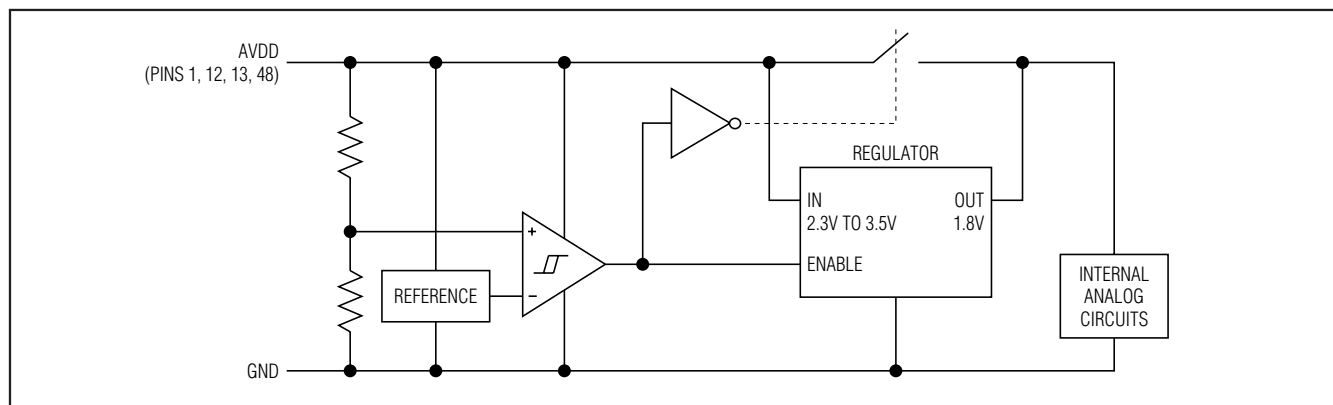 AVDD
(PINS 1, 12, 13, 48)
REGULATOR
IN
2.3V TO 3.5V
OUT
1.8V
+
ENABLE
REFERENCE
−
INTERNAL
ANALOG
CIRCUITS
GND